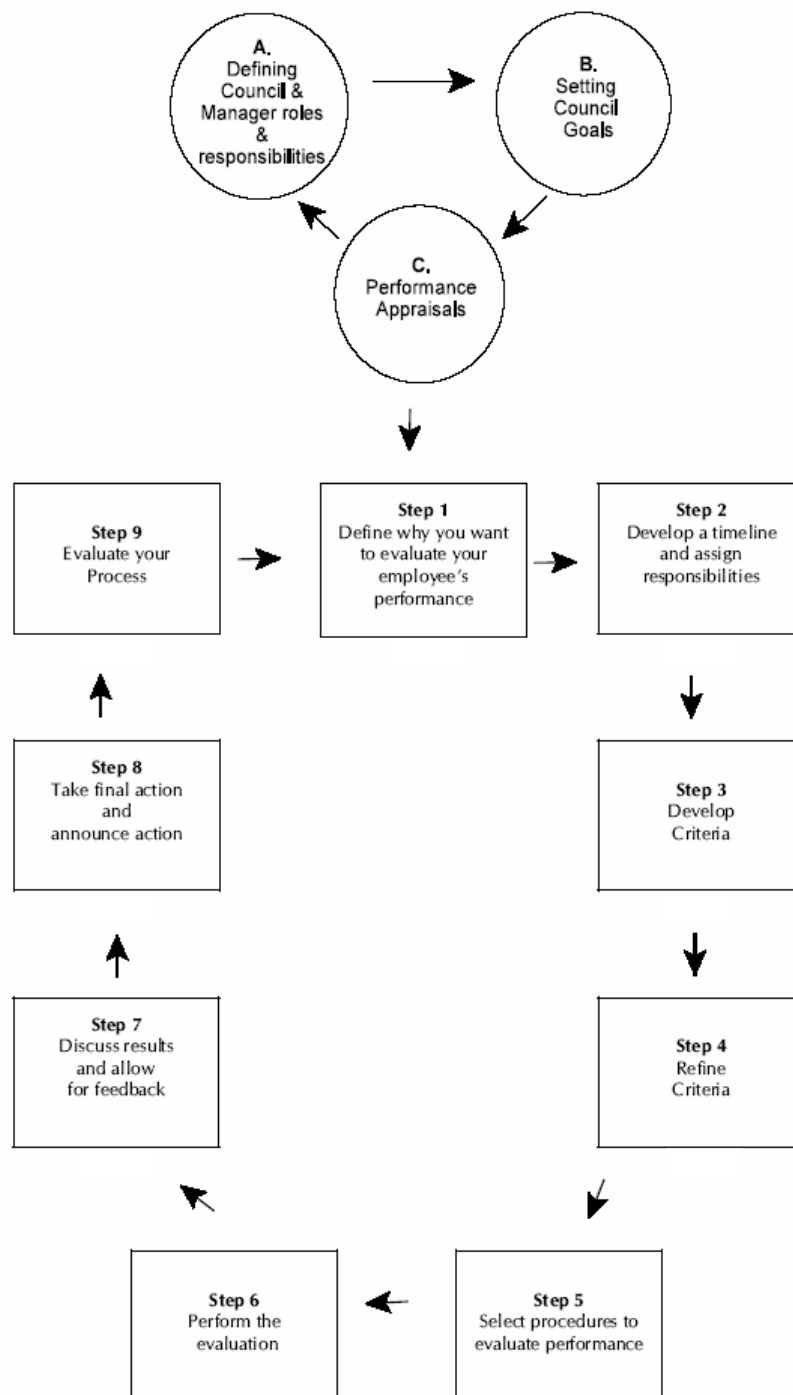 A.
Defining
Council &
Manager roles
&
responsibilities
B.
Setting
Council
Goals
C.
Performance
Appraisals
Step 9
Evaluate your
Process
Step 1
Define why you want
to evaluate your
employee's
performance
Step 2
Develop a timeline
and assign
responsibilities
Step 8
Take final action
and
announce action
Step 3
Develop
Criteria
Step 7
Discuss results
and allow
for feedback
Step 4
Refine
Criteria
Step 6
Perform the
evaluation
Step 5
Select procedures to
evaluate performance